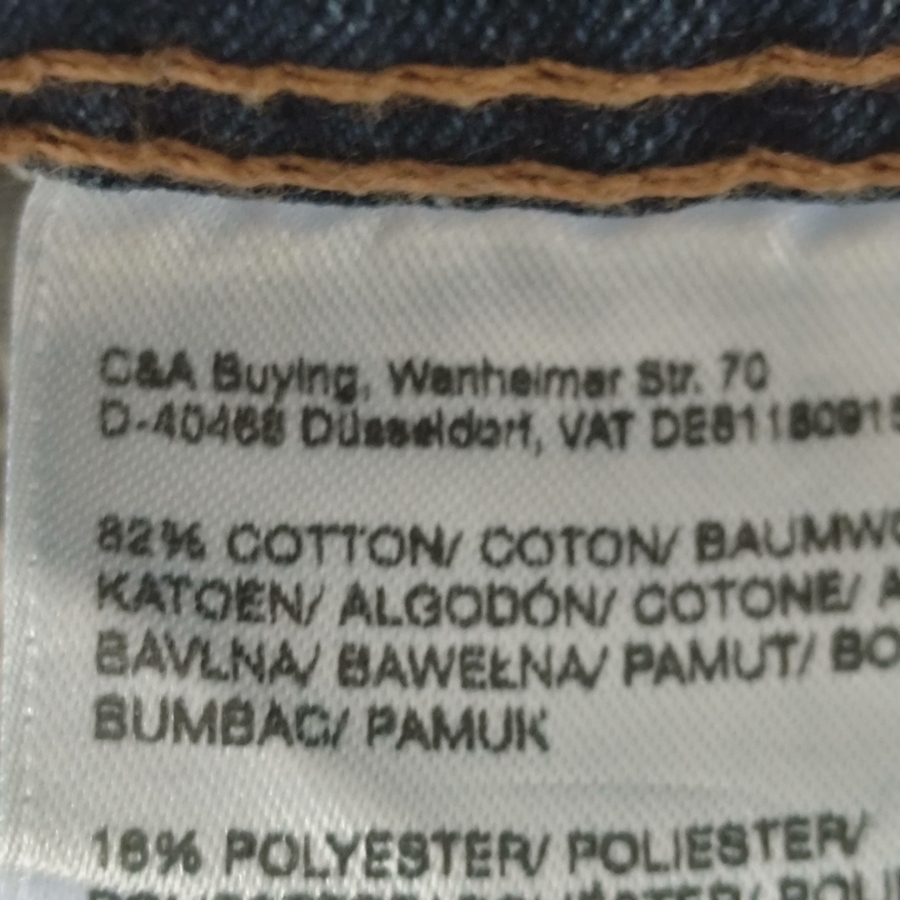 C&A Buying, Wanheimer Str. 70
D-40468 Düsseldorf, VAT
82% COTTON/ COTON/
KATOEN/ ALGODÓN/ COTONE/
BAVLNA/ BAWEŁNA/ PAMUT/
BUMBAC/ PAMUK
16% POLYESTER/ POLIESTER/